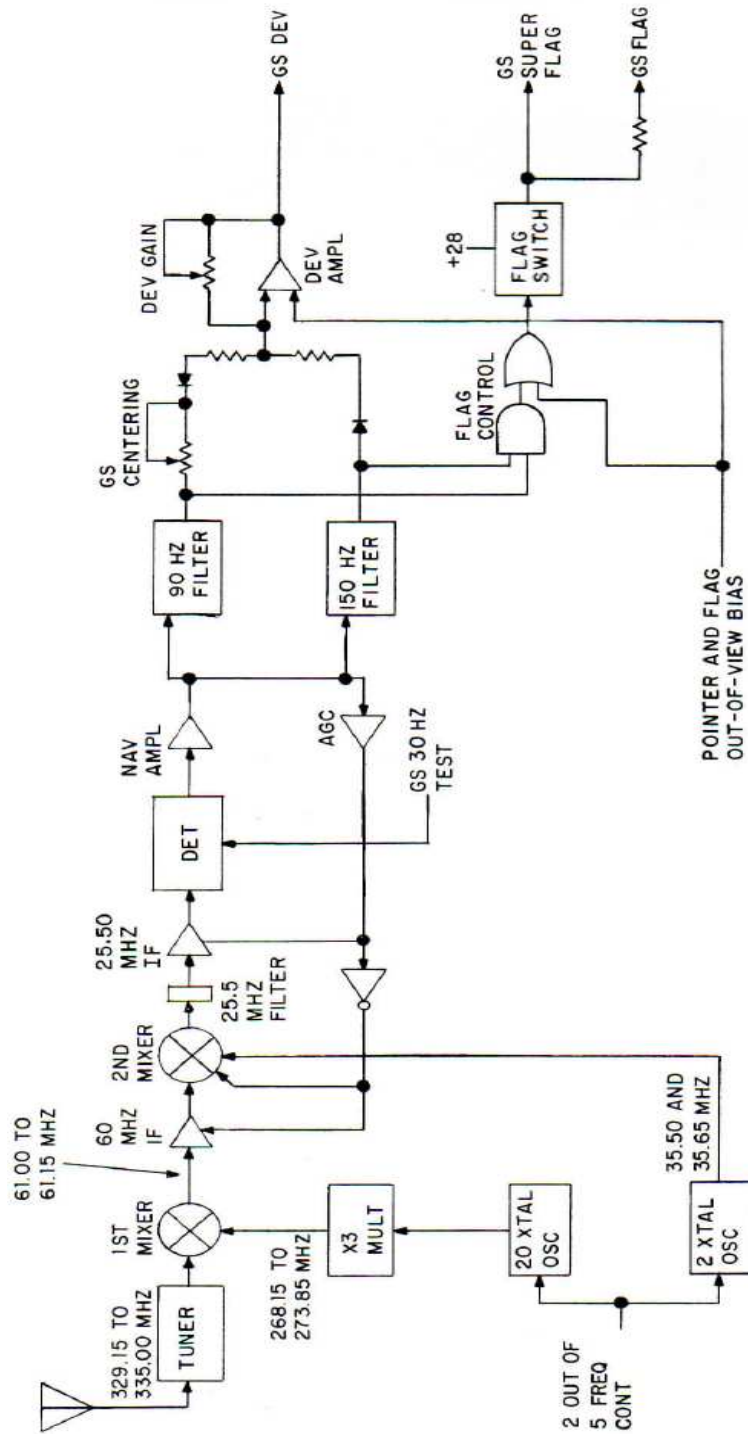 329.15 TO
335.00 MHZ
TUNER
1ST
MIXER
61.00 TO
61.15 MHZ
60
MHZ
IF
2ND
MIXER
25.5
MHZ
FILTER
25.50
MHZ
IF
DET
NAV
AMPL
GS 30 HZ
TEST
AGC
90 HZ
FILTER
150 HZ
FILTER
GS
CENTERING
DEV GAIN
DEV
AMPL
GS DEV
268.15 TO
273.85 MHZ
X3
MULT
20 XTAL
OSC
2 XTAL
OSC
35.50 AND
35.65 MHZ
2 OUT OF
5 FREQ
CONT
FLAG
CONTROL
+28
FLAG
SWITCH
GS
SUPER
FLAG
GS FLAG
POINTER AND FLAG
OUT-OF-VIEW BIAS